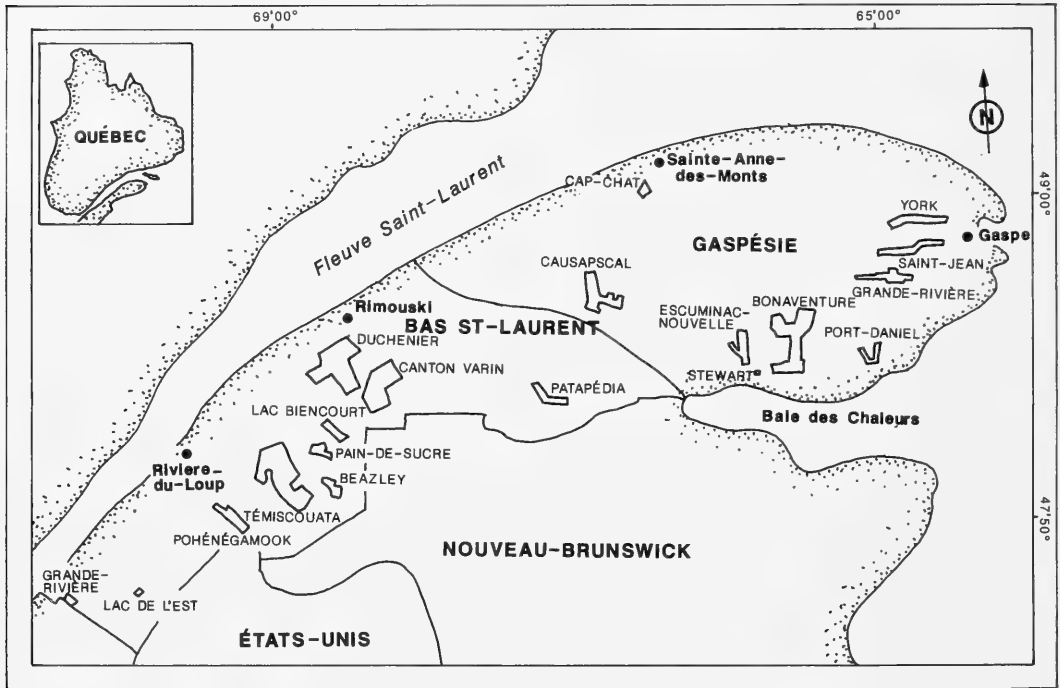 69°00'
65°00'
QUÉBEC
N
Fleuve Saint-Laurent
Sainte-Anne-
des-Monts
CAP-CHAT
49°00'
YORK
GASPÉSIE
Gaspe
SAINT-JEAN
CAUSAPSCAL
GRANDE-RIVIÈRE
BONAVENTURE
ESCUMINAC-
NOUVELLE
Rimouski
BAS ST-LAURENT
PORT-DANIEL
DUCHENIER
CANTON VARIN
STEWART
PATAPÉDIA
LAC BIENCOURT
Baie des Chaleurs
PAIN-DE-SUCRE
Riviere-
du-Loup
BEAZLEY
TÉMISCOUATA
47°50'
POHÉNÉGAMOOK
NOUVEAU-BRUNSWICK
GRANDE-
RIVIÈRE
LAC DE L'EST
ÉTATS-UNIS